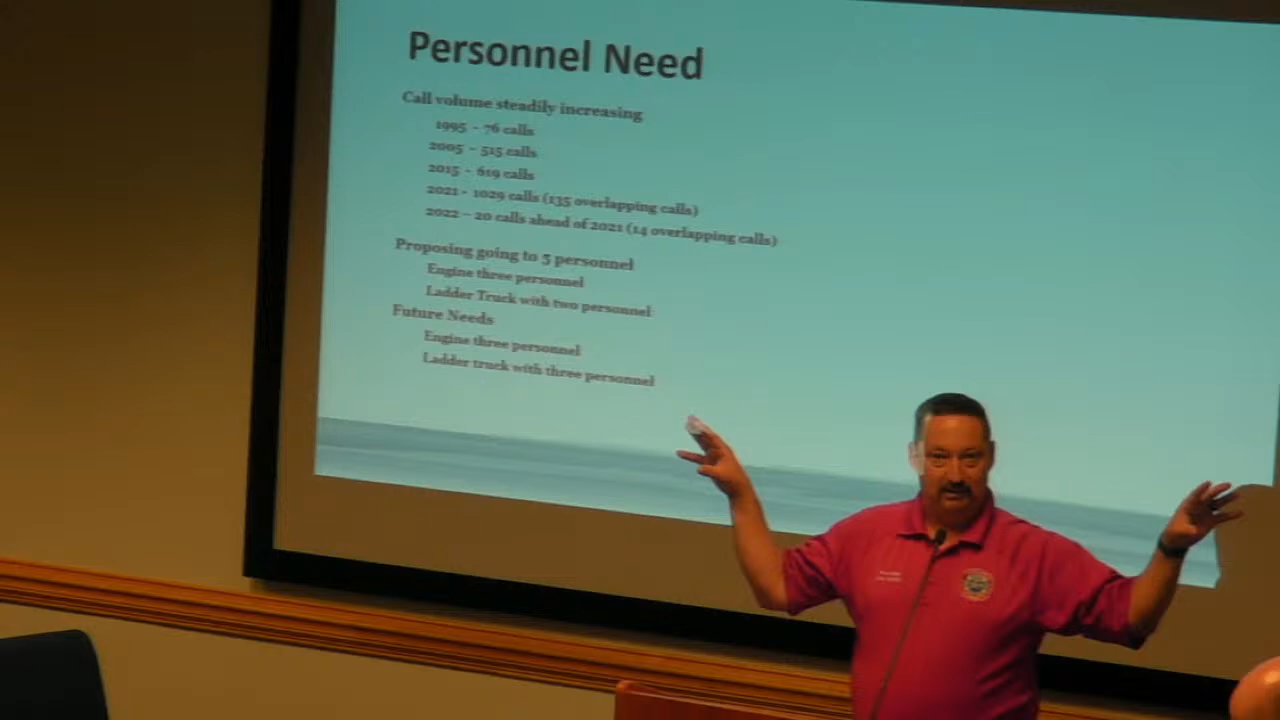 Personnel Need
Call volume steadily increasing
1995 - 76 calls
2005 - 515 calls
2015 - 619 calls
2021 - 1029 calls (135 overlapping calls)
2022 – 20 calls ahead of 2021 (14 overlapping calls)
Proposing going to 5 personnel
Engine three personnel
Ladder Truck with two personnel
Future Needs
Engine three personnel
Ladder truck with three personnel